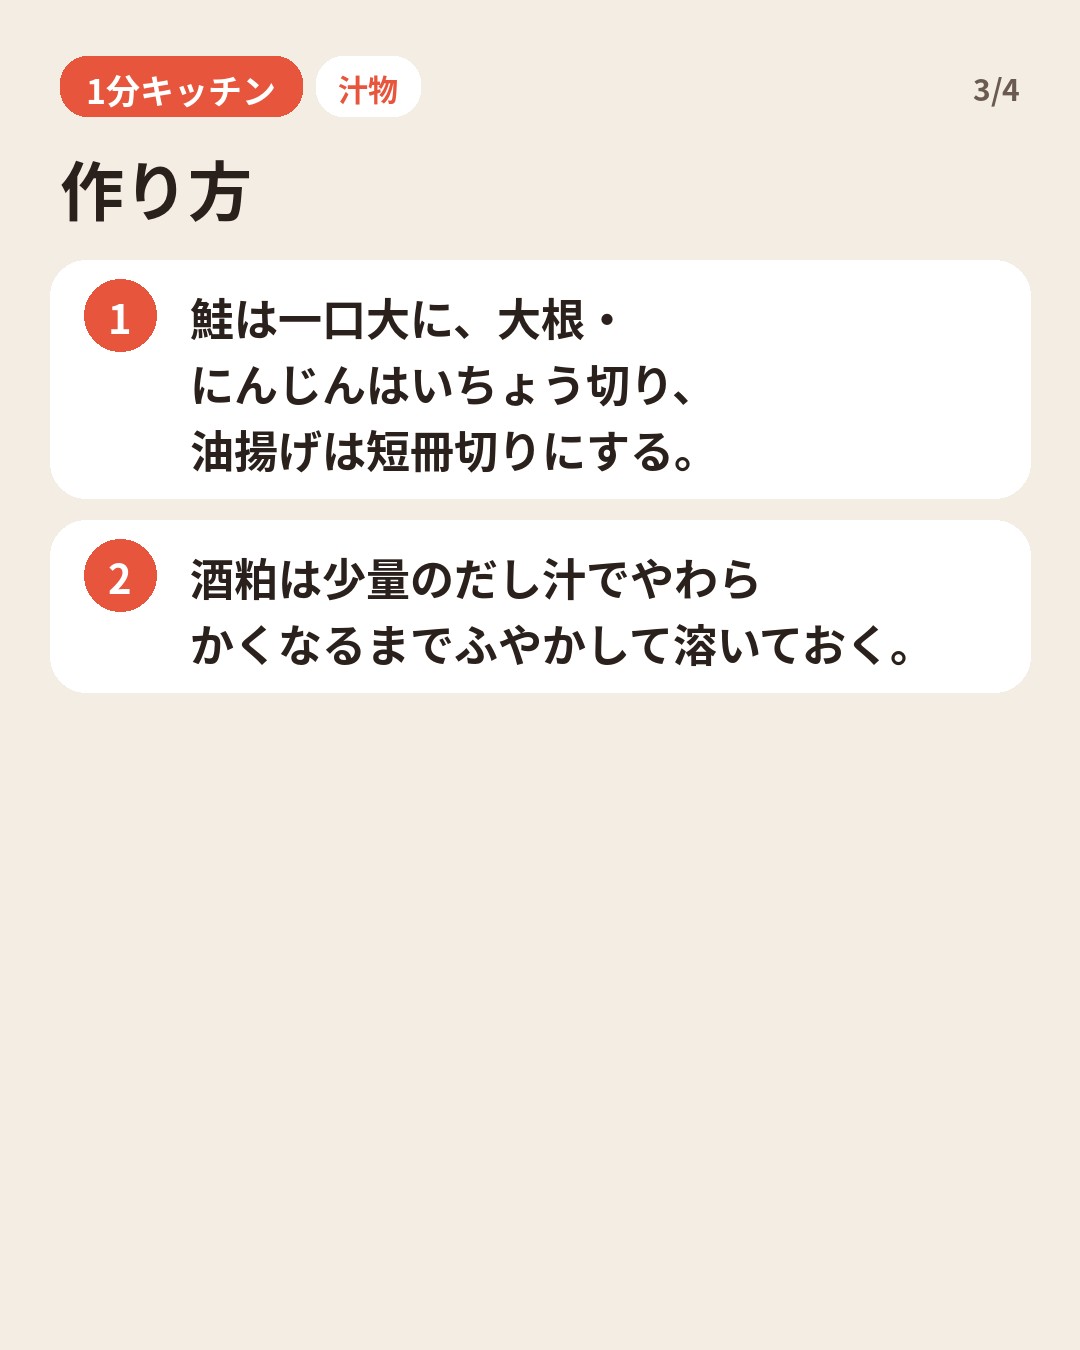 1分キッチン 汁物 3/4
作り方
1 鮭は一口大に、大根・
にんじんはいちょう切り、
油揚げは短冊切りにする。
2 酒粕は少量のだし汁でやわら
かくなるまでふやかして溶いておく。